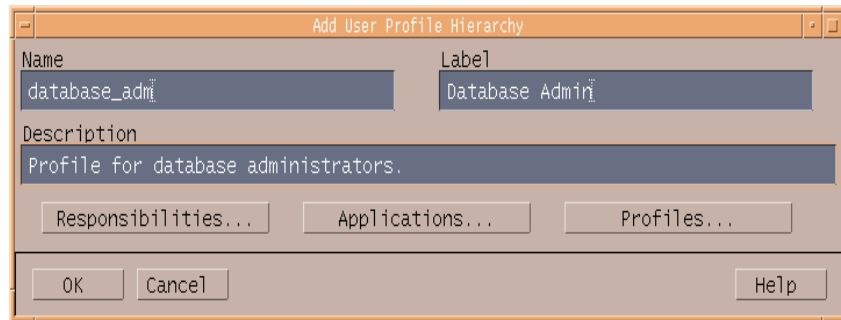 Add User Profile Hierarchy
Name Label
database_adm Database Admin
Description
Profile for database administrators.
Responsibilities... Applications... Profiles...
OK Cancel Help